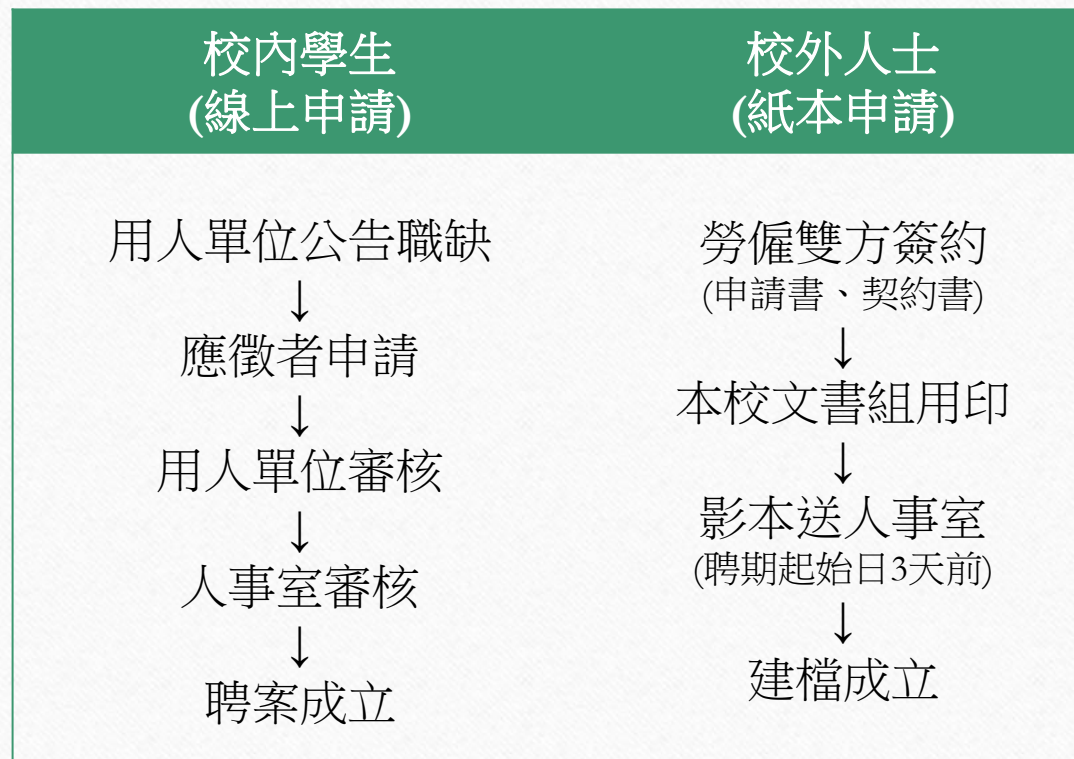 校內學生
(線上申請)
用人單位公告職缺
↓
應徵者申請
↓
用人單位審核
↓
人事室審核
↓
聘案成立
校外人士
(紙本申請)
勞僱雙方簽約
(申請書、契約書)
↓
本校文書組用印
↓
影本送人事室
(聘期起始日3天前)
↓
建檔成立